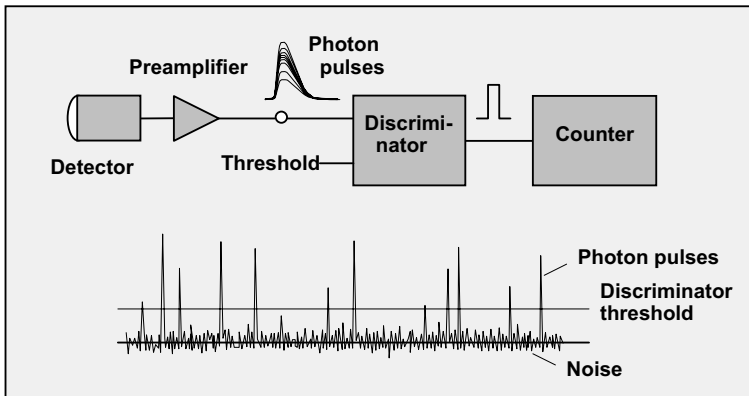 Photon
pulses
Preamplifier
Discrimi-
nator
Counter
Threshold
Detector
Photon pulses
Discriminator
threshold
Noise